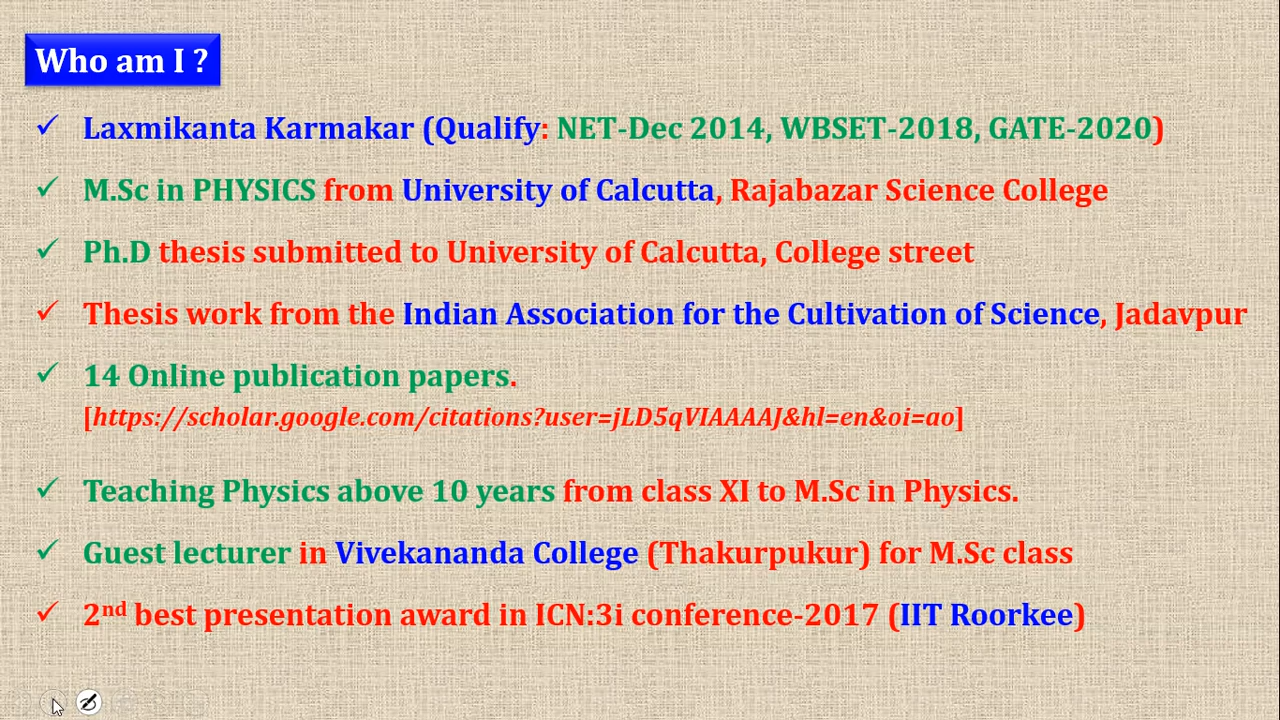 Who am I ?
✓ Laxmikanta Karmakar (Qualify: NET-Dec 2014, WBSET-2018, GATE-2020)
✓ M.Sc in PHYSICS from University of Calcutta, Rajabazar Science College
✓ Ph.D thesis submitted to University of Calcutta, College street
✓ Thesis work from the Indian Association for the Cultivation of Science, Jadavpur
✓ 14 Online publication papers.
[https://scholar.google.com/citations?user=jLD5qVIAAAAJ&hl=en&oi=ao]
✓ Teaching Physics above 10 years from class XI to M.Sc in Physics.
✓ Guest lecturer in Vivekananda College (Thakurpukur) for M.Sc class
✓ 2nd best presentation award in ICN:3i conference-2017 (IIT Roorkee)